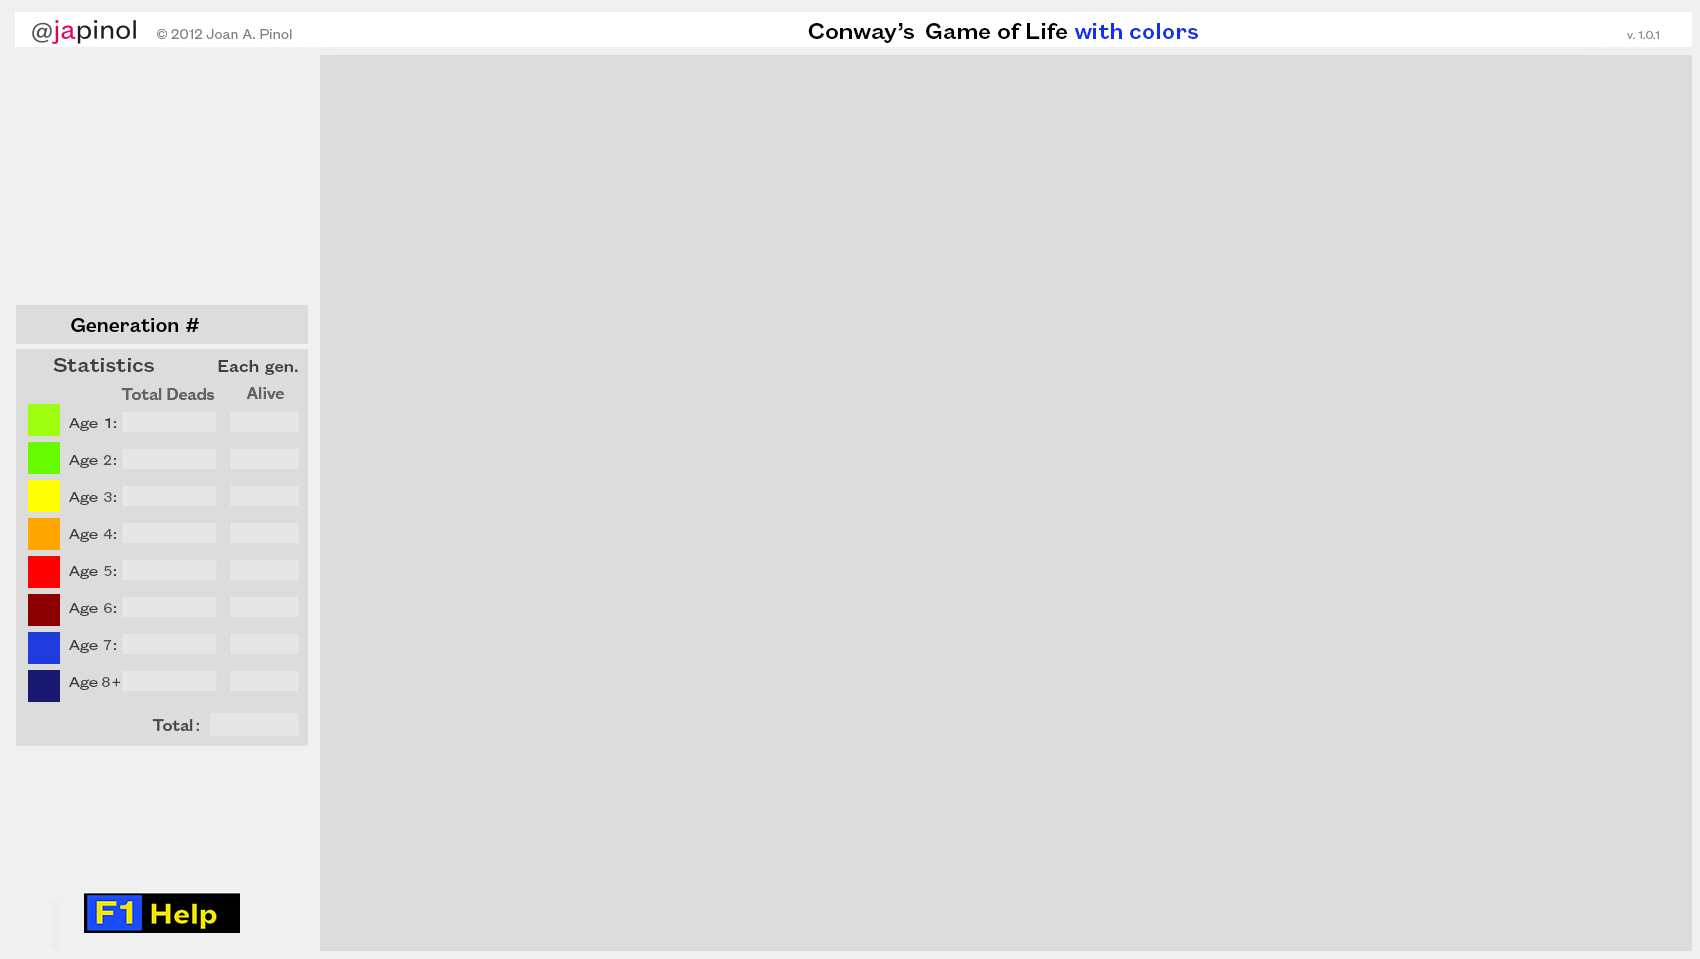 @japinol © 2012 Joan A. Pinol Conway’s Game of Life with colors v. 1.0.1
Generation #
Statistics Each gen.
Total Deads Alive
Age 1:
Age 2:
Age 3:
Age 4:
Age 5:
Age 6:
Age 7:
Age 8+
Total :
F1 Help